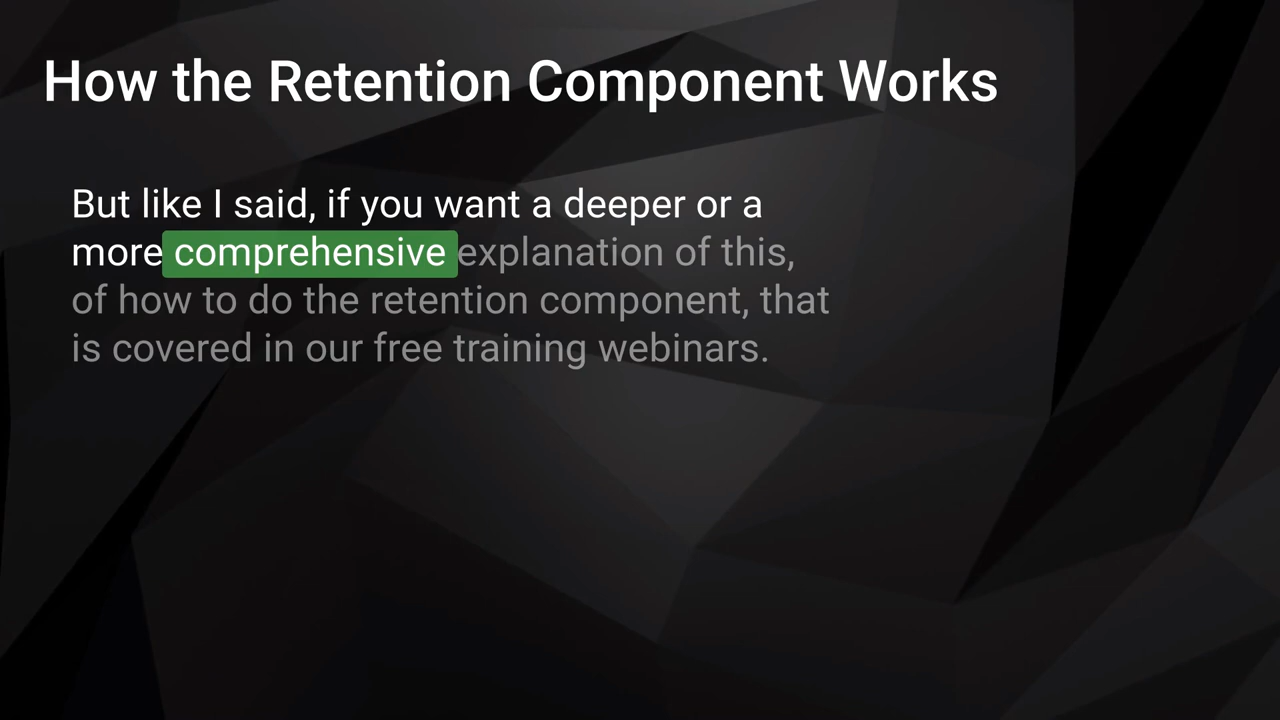 How the Retention Component Works
But like I said, if you want a deeper or a
more comprehensive explanation of this,
of how to do the retention component, that
is covered in our free training webinars.